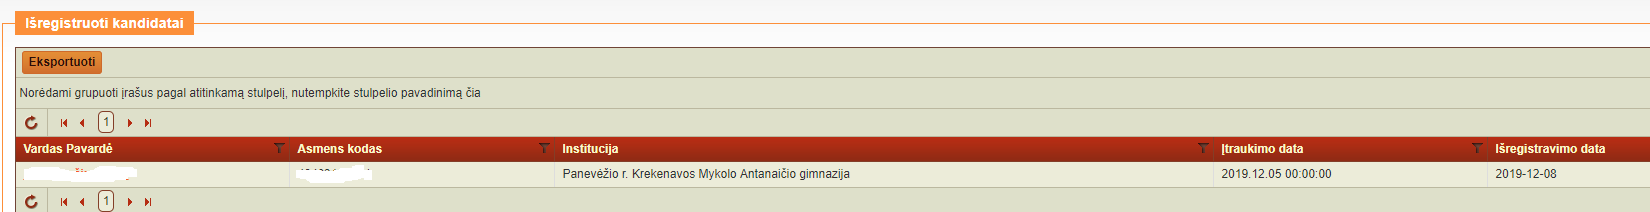 Išregistruoti kandidatai
Eksportuoti
Norėdami grupuoti įrašus pagal atitinkamą stulpelį, nutempkite stulpelio pavadinimą čia
1
Vardas Pavardė Asmens kodas Institucija Įtraukimo data Išregistravimo data
Panevėžio r. Krekenavos Mykolo Antanaičio gimnazija 2019.12.05 00:00:00 2019-12-08
1